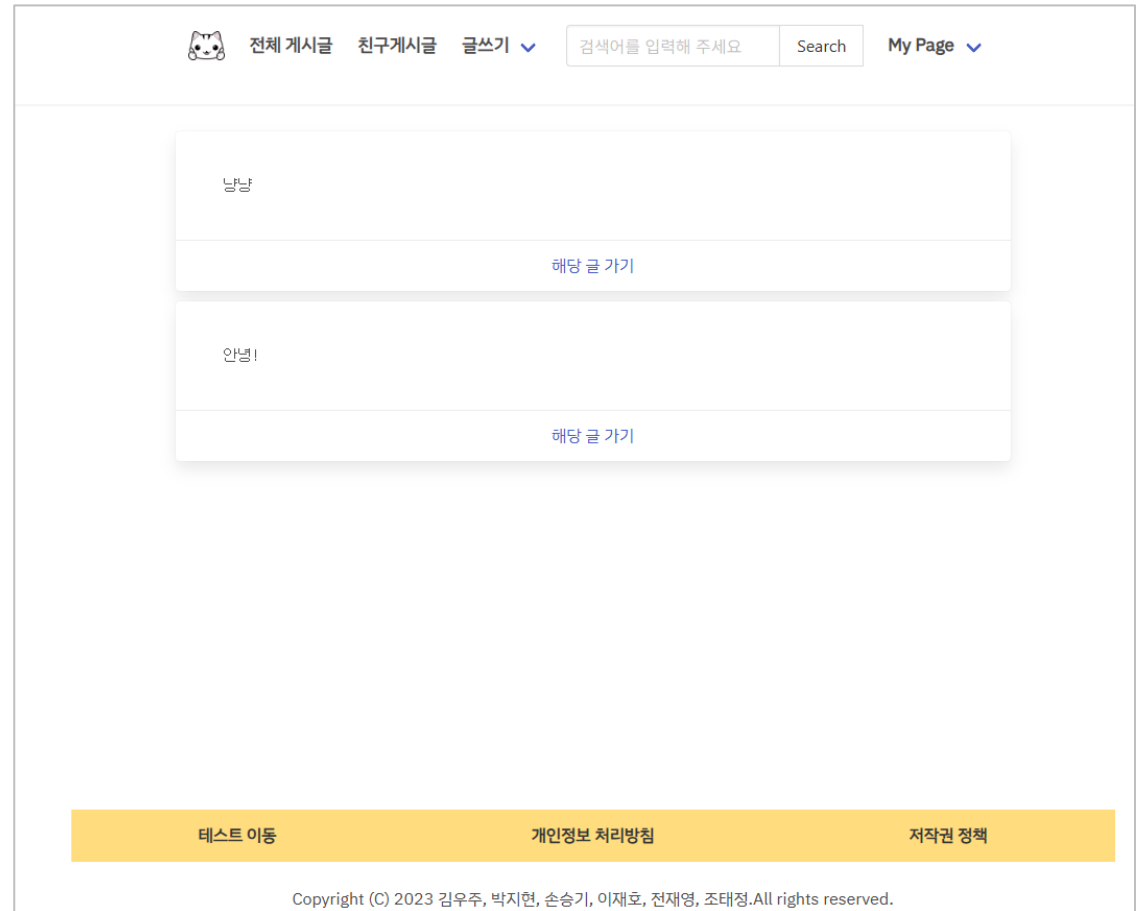 전체 게시글 친구게시글 글쓰기 검색어를 입력해 주세요 Search My Page
냥냥
해당 글 가기
안녕!
해당 글 가기
테스트 이동 개인정보 처리방침 저작권 정책
Copyright (C) 2023 김우주, 박지현, 손승기, 이재호, 전재영, 조태정.All rights reserved.